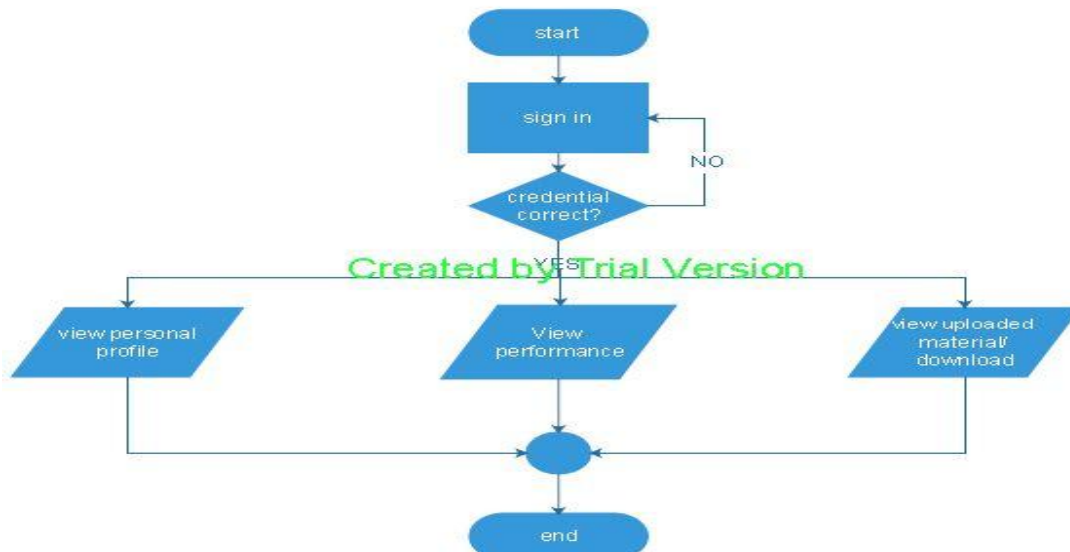 start
sign in
NO
credential
correct?
YES
Created by Trial Version
view personal
profile
View
performance
view uploaded
material/
download
end